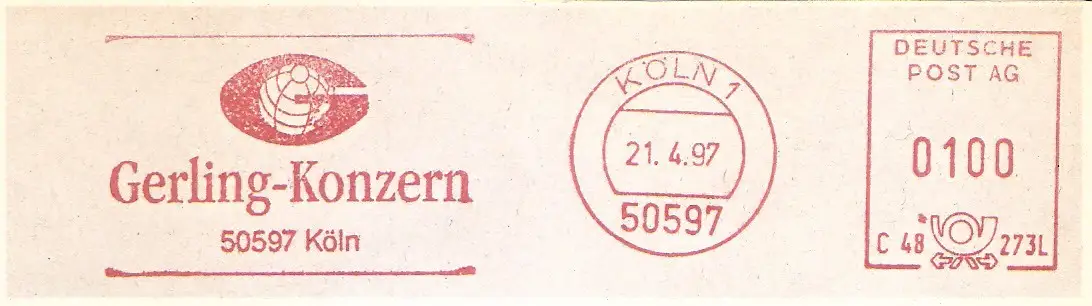 Gerling-Konzern
50597 Köln
KÖLN 1
21. 4.97
50597
DEUTSCHE
POST AG
0100
C 48 273L